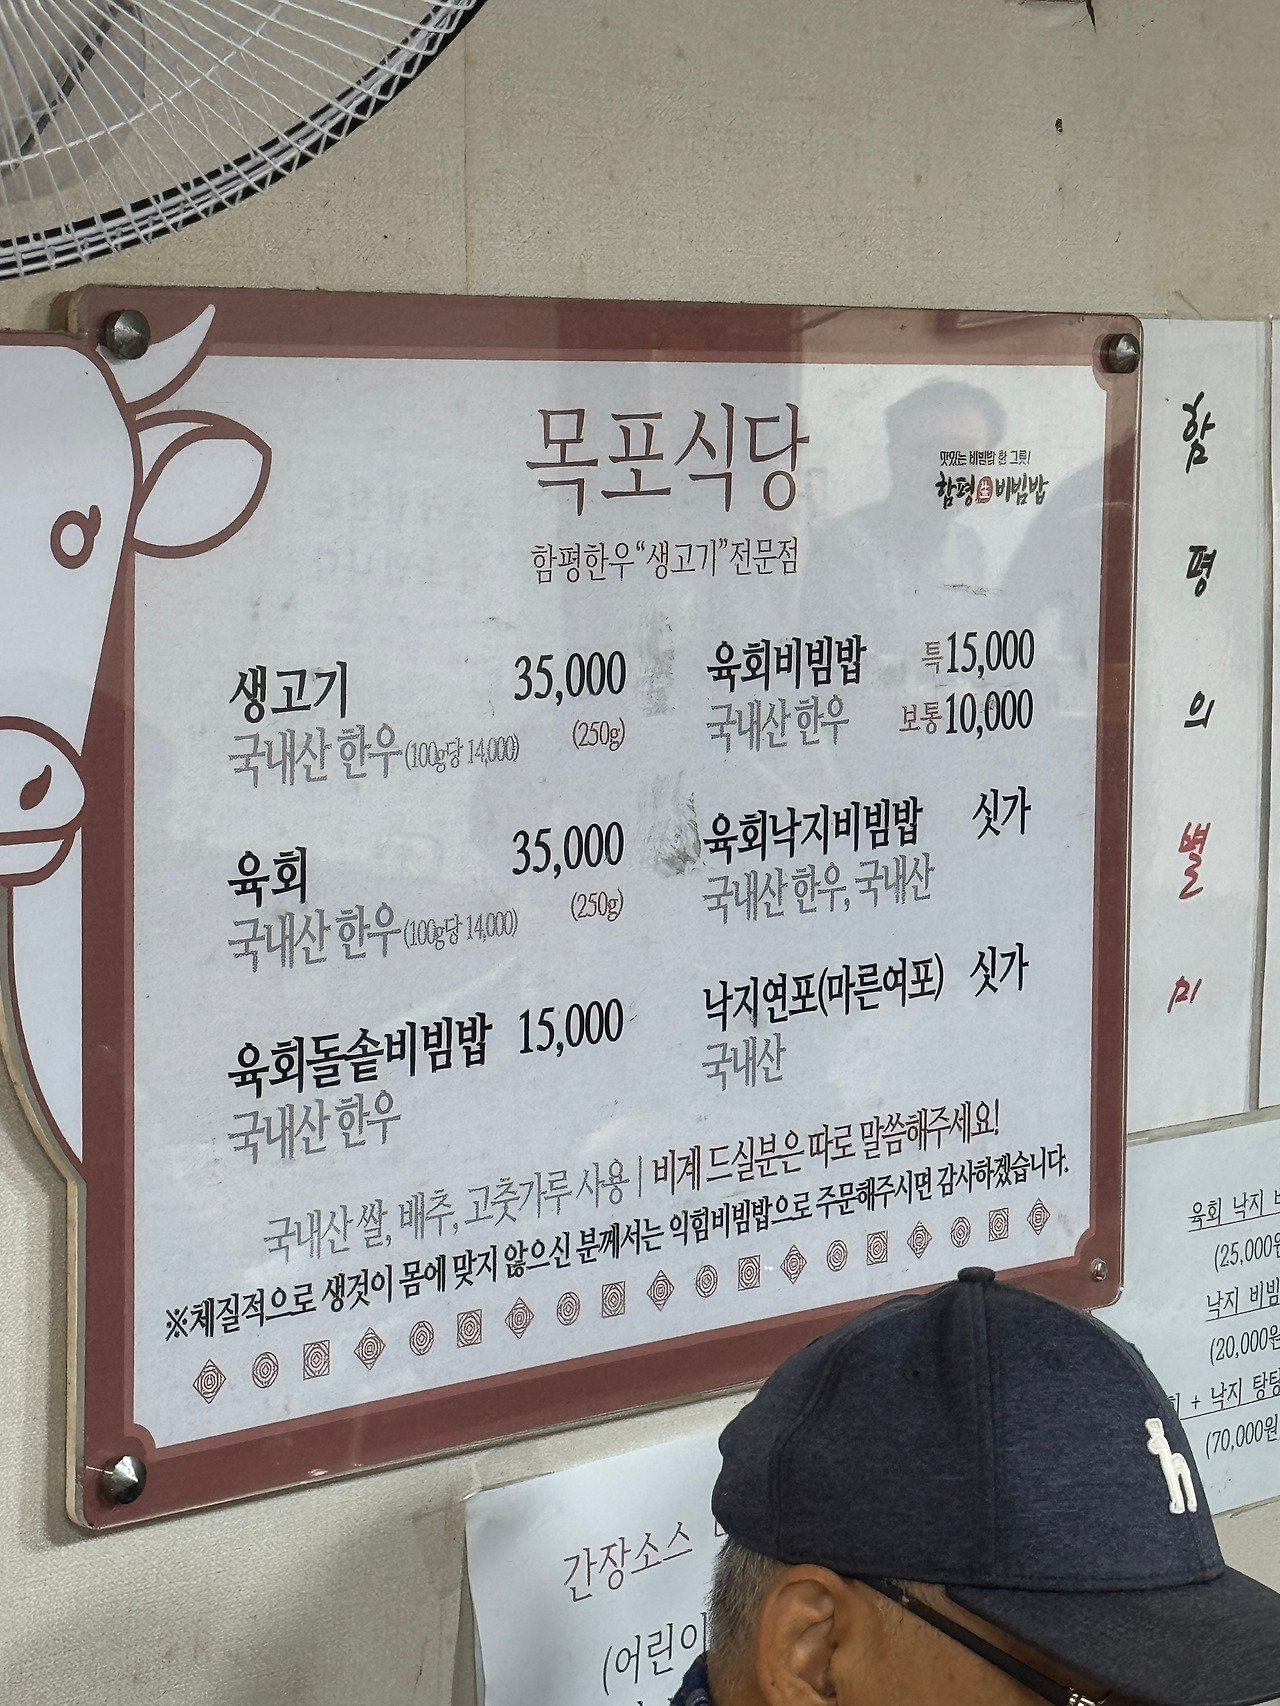 목포식당
맛있는 비빔밥 한 그릇!
함평生비빔밥
함평한우“생고기”전문점
생고기 35,000
국내산 한우(100g당 14,000) (250g)
육회 35,000
국내산 한우(100g당 14,000) (250g)
육회돌솥비빔밥 15,000
국내산 한우
육회비빔밥 특15,000
국내산 한우 보통10,000
육회낙지비빔밥 싯가
국내산 한우, 국내산
낙지연포(마른여포) 싯가
국내산
국내산 쌀, 배추, 고춧가루 사용 | 비계 드실분은 따로 말씀해주세요!
※체질적으로 생것이 몸에 맞지 않으신 분께서는 익힘비빔밥으로 주문해주시면 감사하겠습니다.
함
평
의
별
미
육회 낙지
(25,000원
낙지 비빔
(20,000원
+ 낙지 탕탕
(70,000원
간장소스
(어린이
h